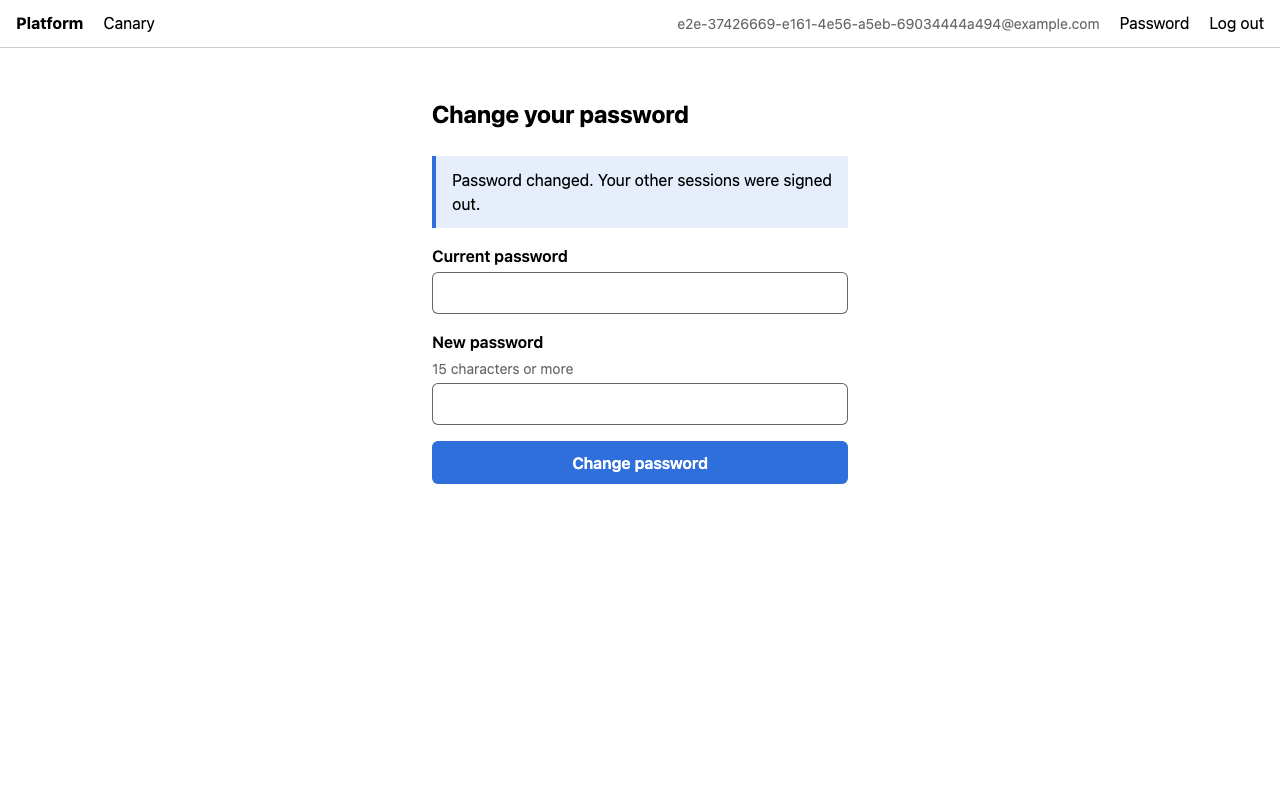 Platform Canary e2e-37426669-e161-4e56-a5eb-69034444a494@example.com Password Log out
Change your password
Password changed. Your other sessions were signed
out.
Current password
New password
15 characters or more
Change password